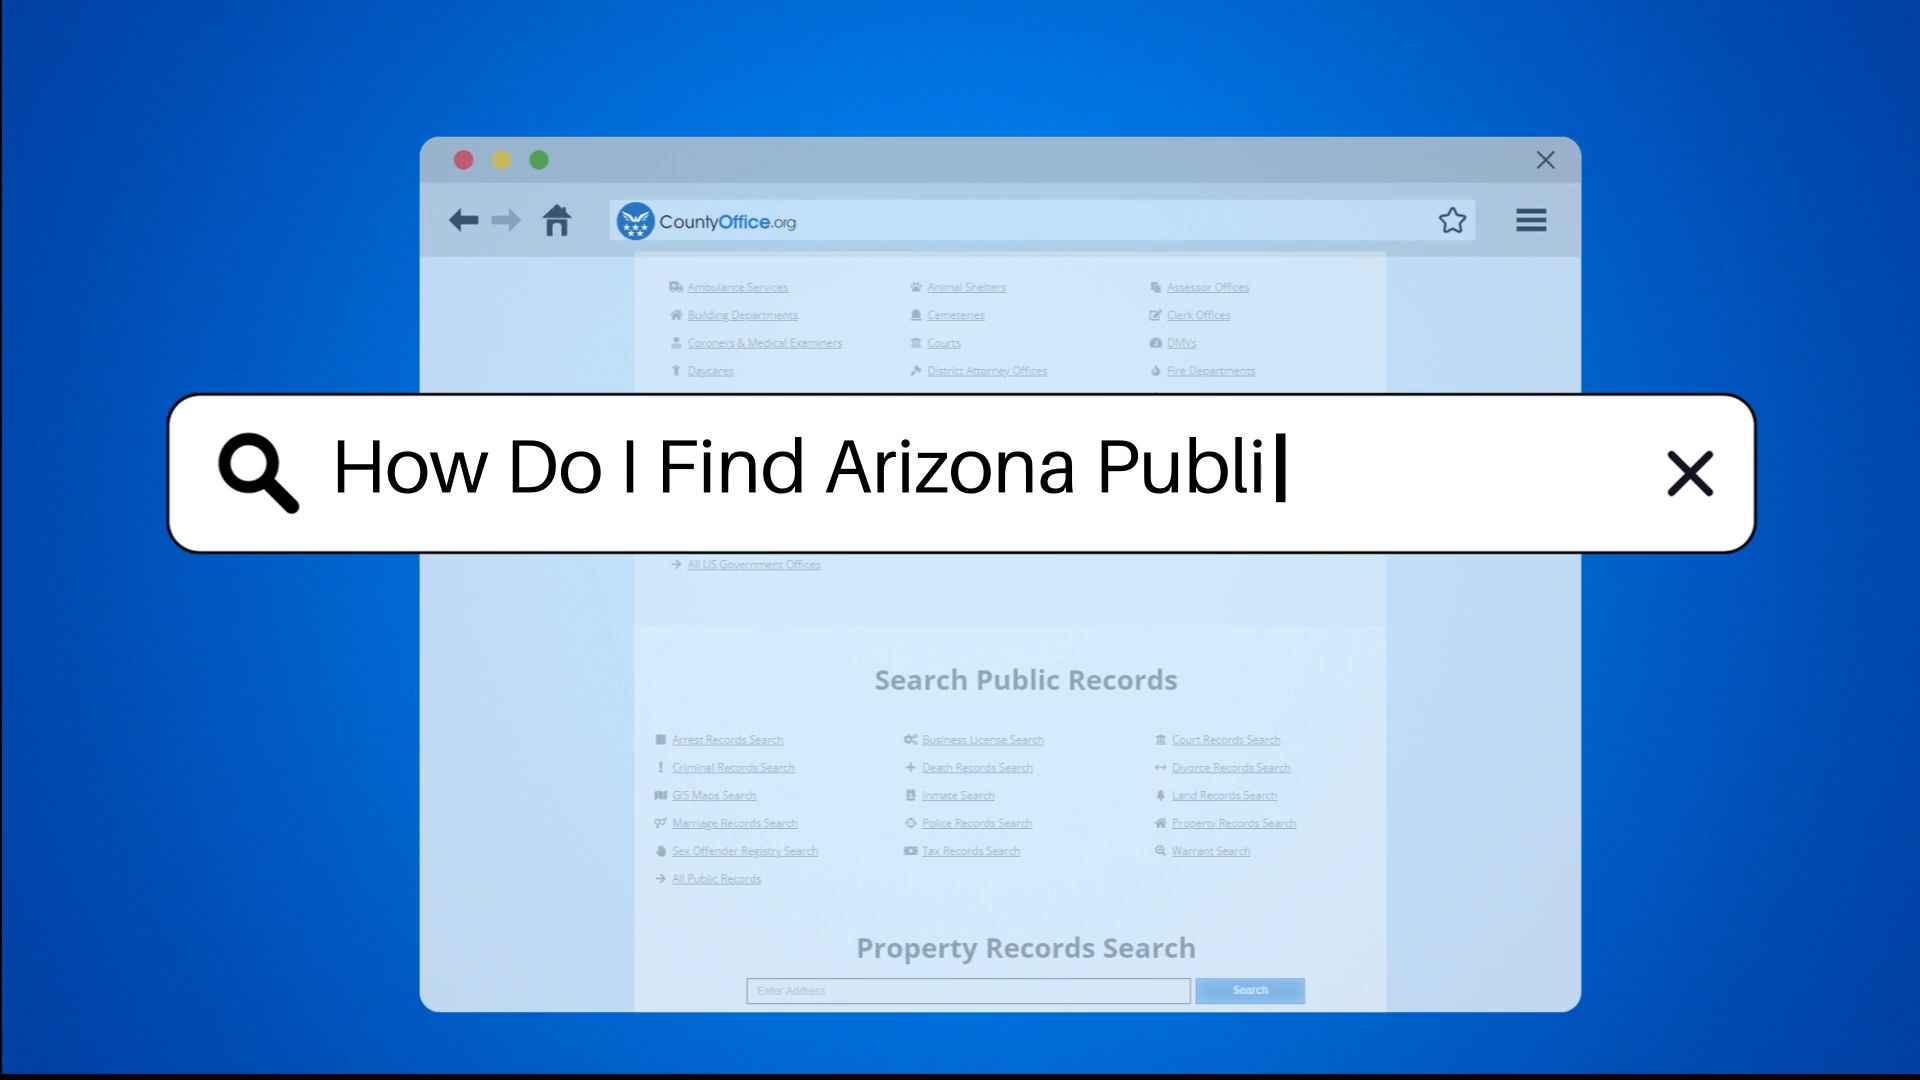 CountyOffice.org
Ambulance Services Animal Shelters Assessor Offices
Building Departments Cemeteries Clerk Offices
Coroners & Medical Examiners Courts DMVs
Daycares District Attorney Offices Fire Departments
How Do I Find Arizona Publi
All US Government Offices
Search Public Records
Arrest Records Search Business License Search Court Records Search
Criminal Records Search Death Records Search Divorce Records Search
GIS Maps Search Inmate Search Land Records Search
Marriage Records Search Police Records Search Property Records Search
Sex Offender Registry Search Tax Records Search Warrant Search
All Public Records
Property Records Search
Enter Address Search